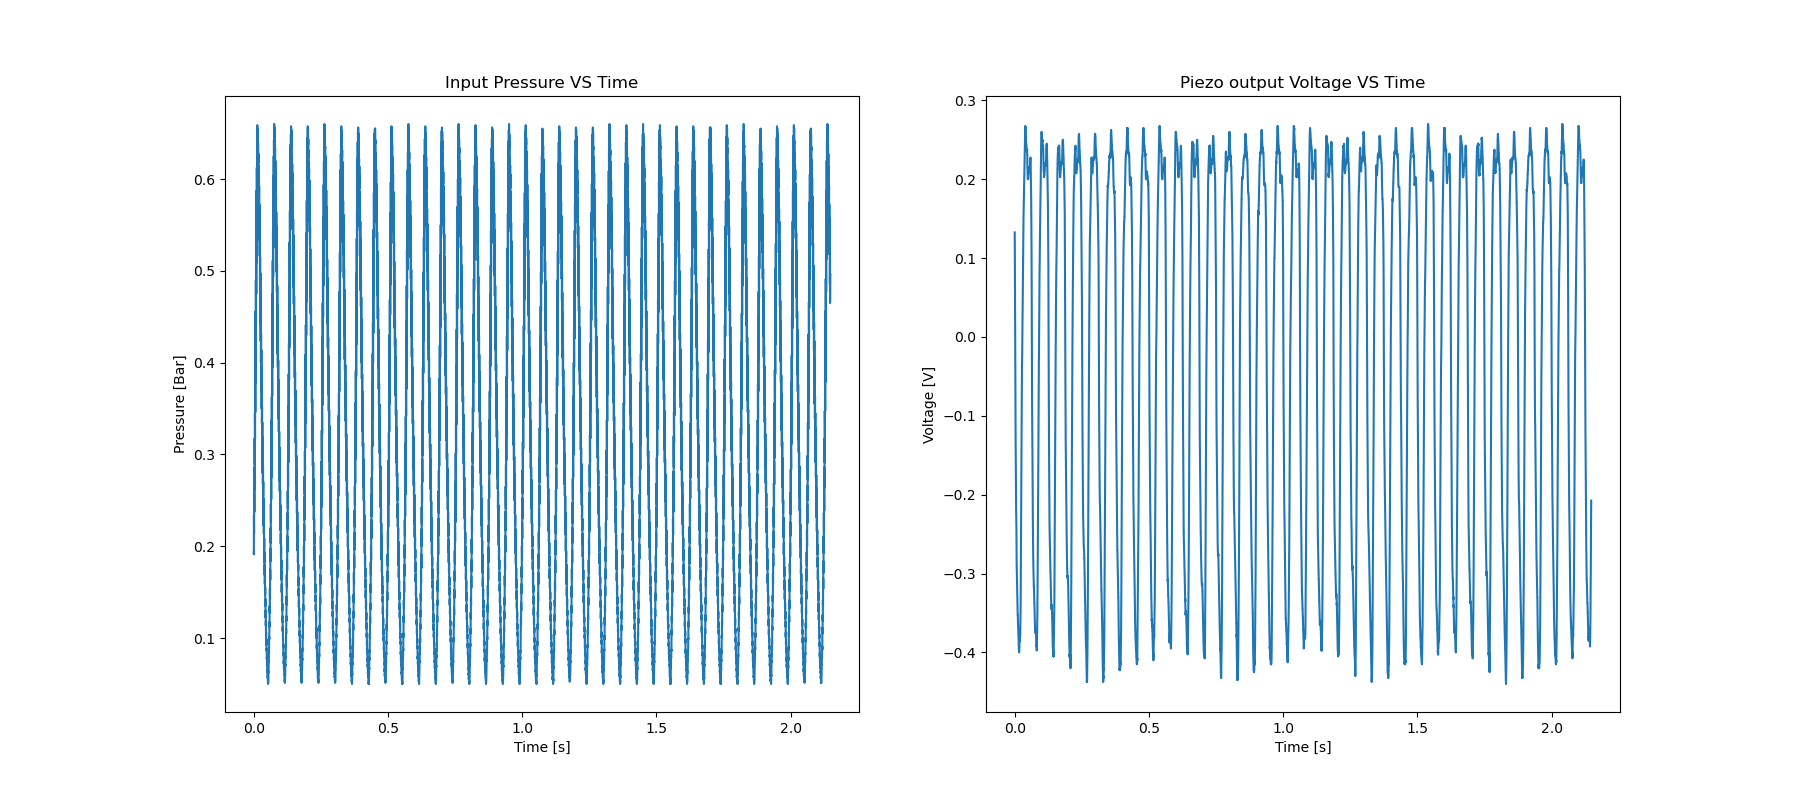 Input Pressure VS Time
Pressure [Bar]
0.6
0.5
0.4
0.3
0.2
0.1
0.0 0.5 1.0 1.5 2.0
Time [s]
Piezo output Voltage VS Time
Voltage [V]
0.3
0.2
0.1
0.0
−0.1
−0.2
−0.3
−0.4
0.0 0.5 1.0 1.5 2.0
Time [s]